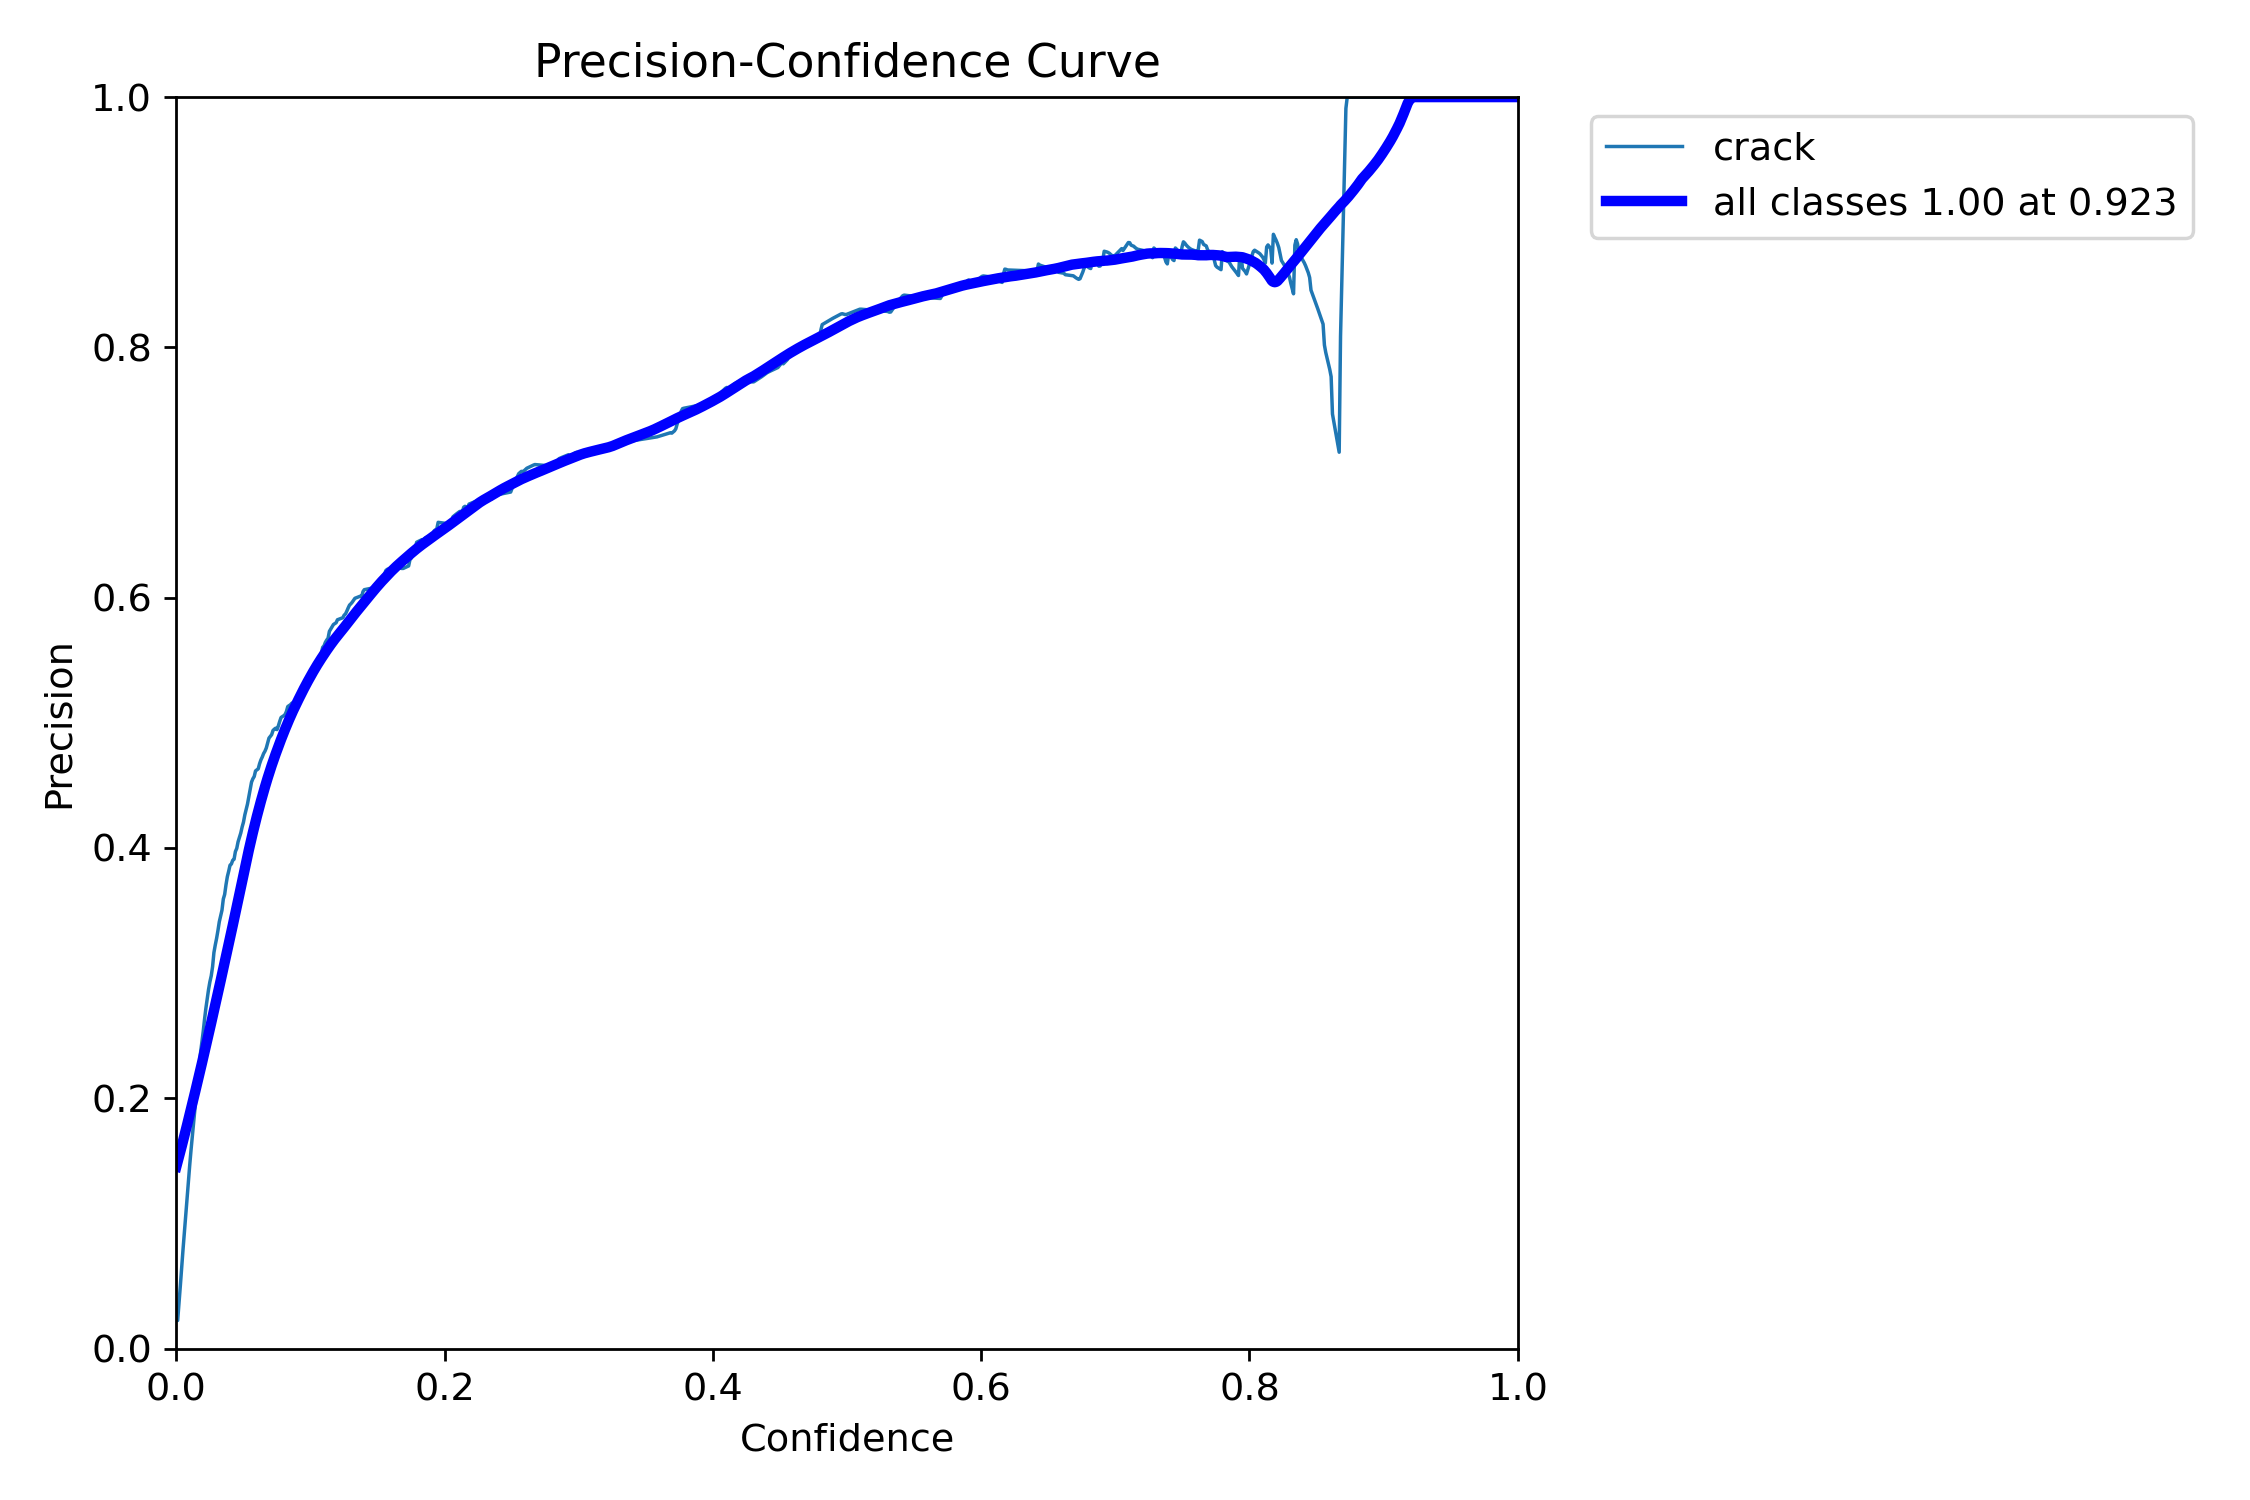 Precision-Confidence Curve
1.0
0.8
0.6
0.4
0.2
0.0
Precision
0.0 0.2 0.4 0.6 0.8 1.0
Confidence
crack
all classes 1.00 at 0.923